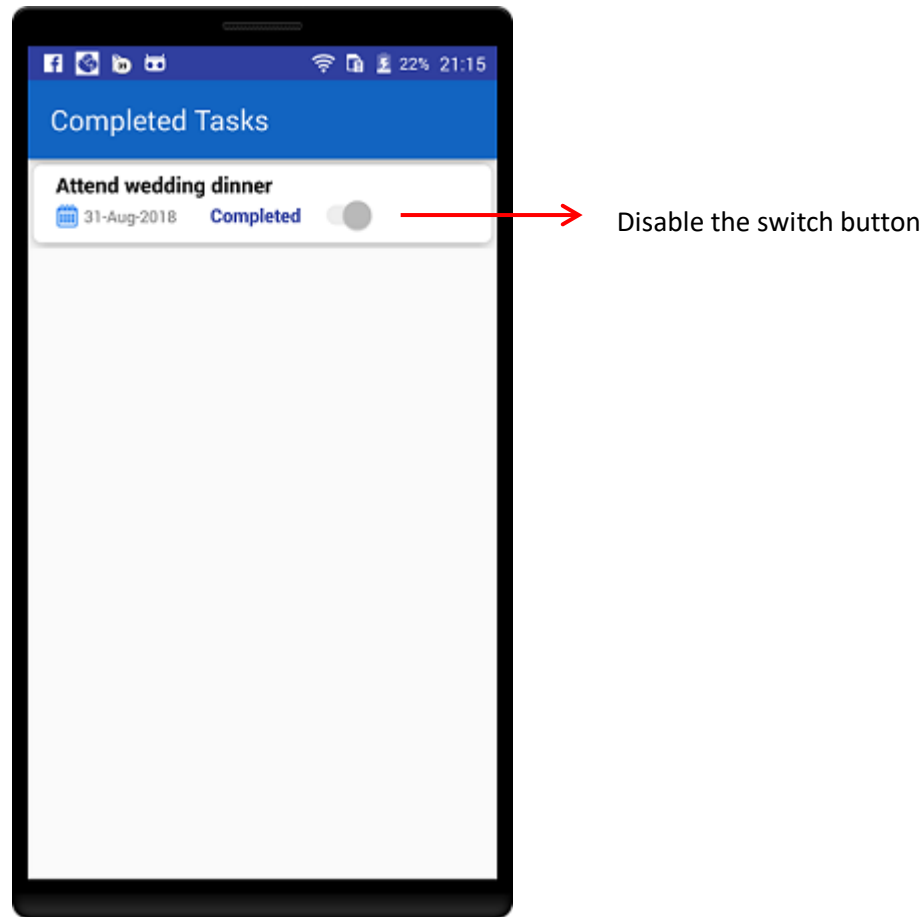 22% 21:15
Completed Tasks
Attend wedding dinner
31-Aug-2018 Completed
Disable the switch button